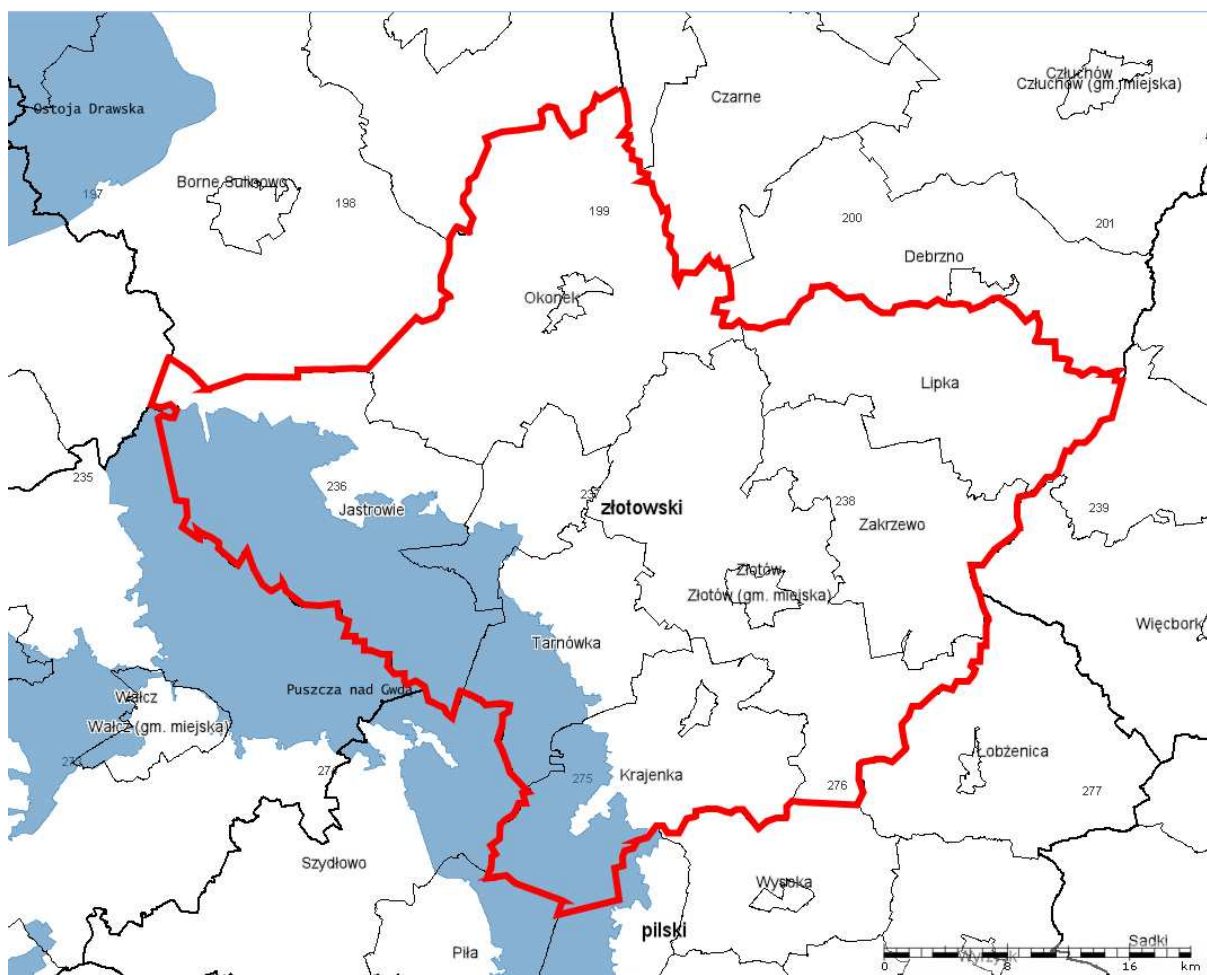 Człuchów
Człuchów (gm. miejska)
Czarne
Ostoja Drawska
Borne Sulinowo
197
198
199
200
201
Debrzno
Okonek
Lipka
235
236
Jastrowie
złotowski
238
Zakrzewo
239
Złotów
Złotów (gm. miejska)
Więcbork
Tarnówka
Puszcza nad Gwdą
Wałcz
Wałcz (gm. miejska)
Krajenka
275
276
277
Łobżenica
Szydłowo
Wysoka
pilski
Piła
Sadki
Wyrzysk
0
8
16
km